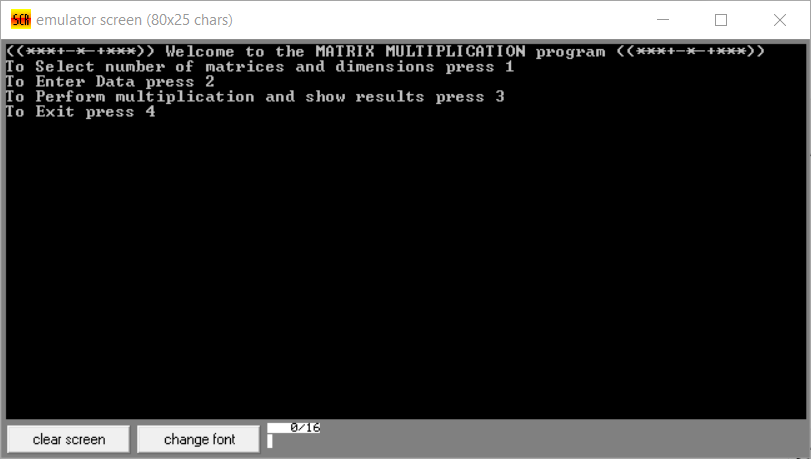 SCR emulator screen (80x25 chars)
((***+-*-+***)) Welcome to the MATRIX MULTIPLICATION program ((***+-*-+***))
To Select number of matrices and dimensions press 1
To Enter Data press 2
To Perform multiplication and show results press 3
To Exit press 4
clear screen
change font
0/16